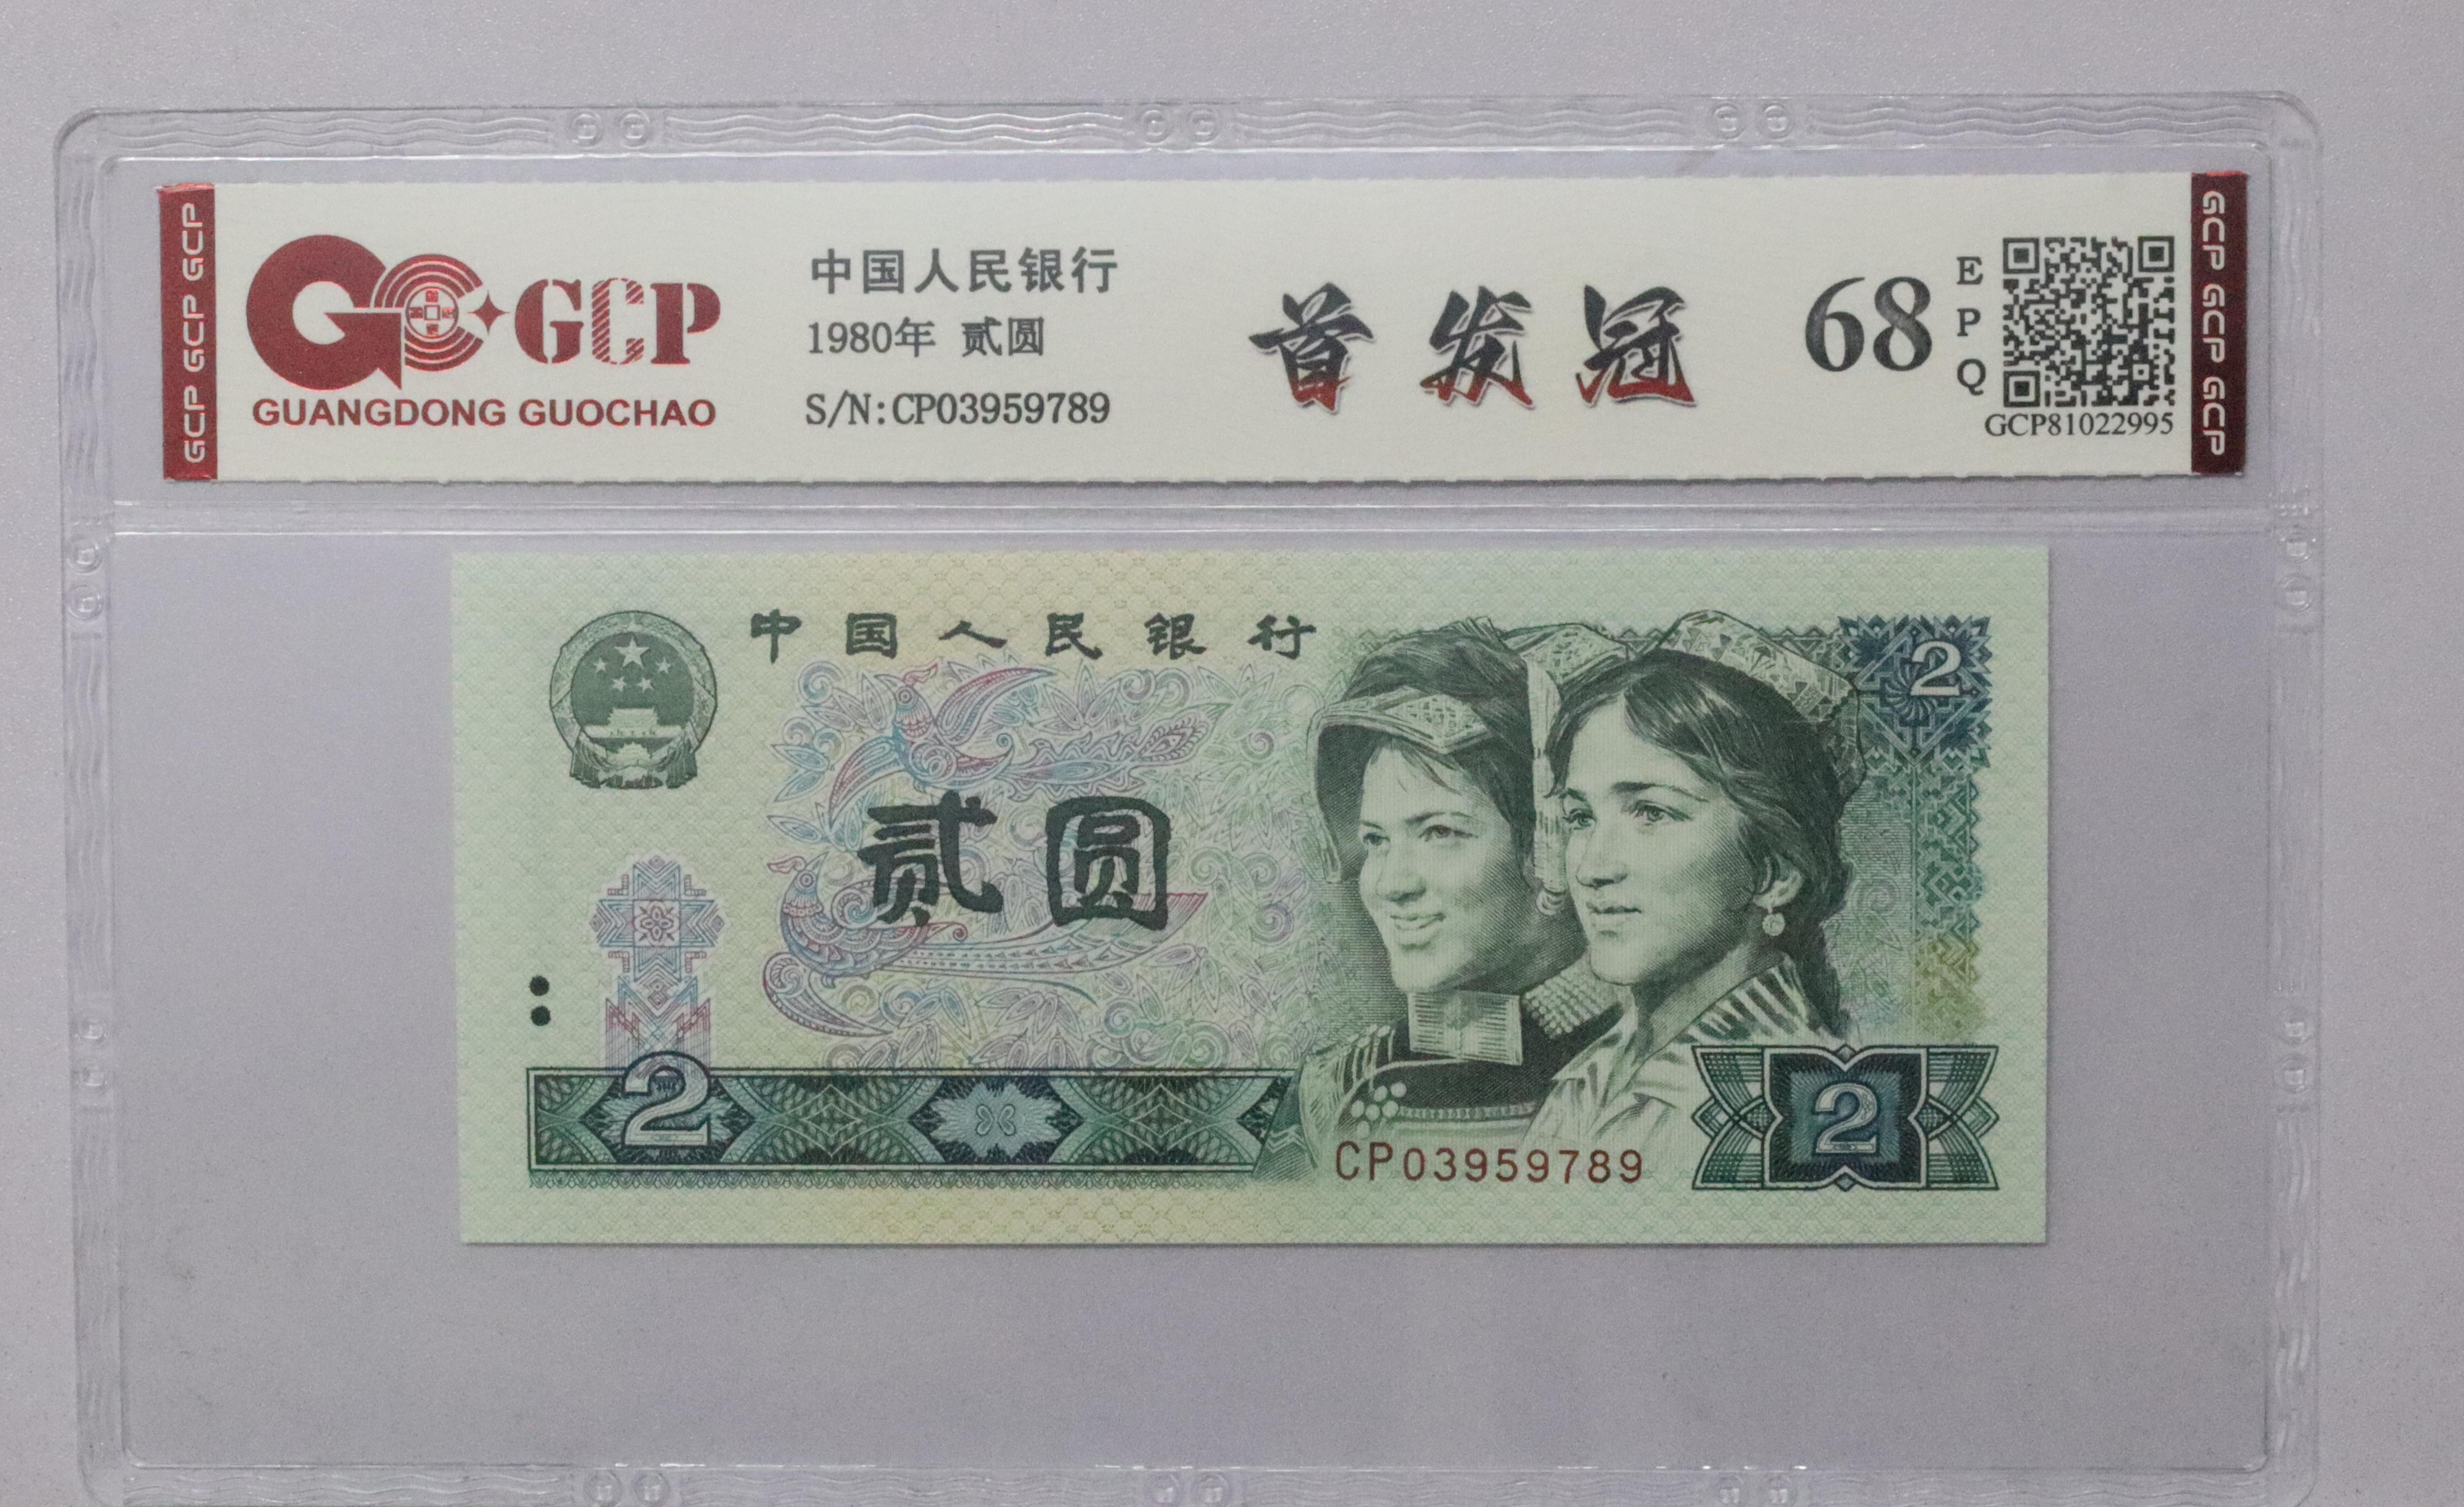 GCP GCP GCP
GCP
GUANGDONG GUOCHAO
中国人民银行
1980年 贰圆
S/N:CP03959789
首发冠
68
E
P
Q
GCP81022995
GCP GCP GCP
中国人民银行
2
贰圆
2
2
CP03959789